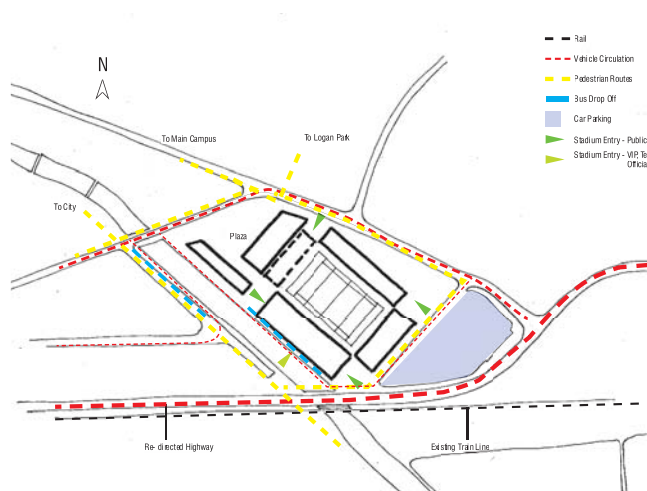 N
Rail
Vehicle Circulation
Pedestrian Routes
Bus Drop Off
Car Parking
Stadium Entry - Public
Stadium Entry - VIP, Te
Official
To Main Campus
To Logan Park
To City
Plaza
Re- directed Highway
Existing Train Line